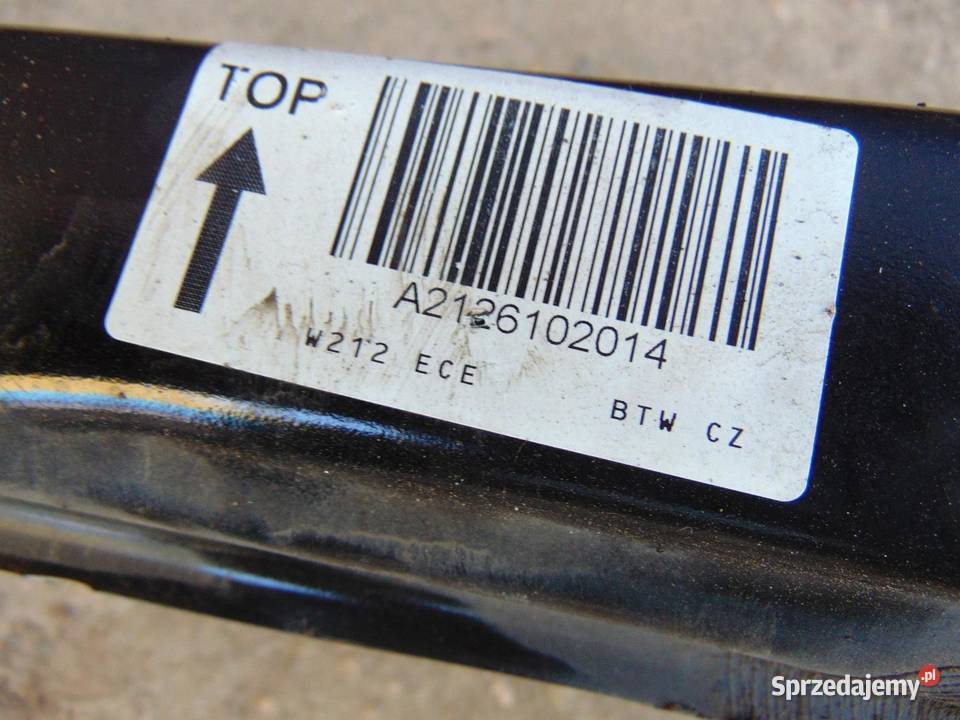 TOP
A2126102014
W212 ECE
BTW CZ
Sprzedajemy.pl